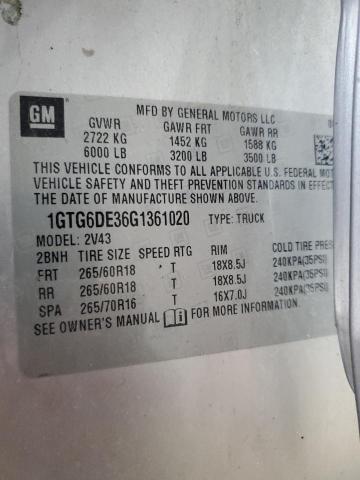 GM
MFD BY GENERAL MOTORS LLC
GVWR GAWR FRT GAWR RR
2722 KG 1452 KG 1588 KG
6000 LB 3200 LB 3500 LB
THIS VEHICLE CONFORMS TO ALL APPLICABLE U.S. FEDERAL MOT
VEHICLE SAFETY AND THEFT PREVENTION STANDARDS IN EFFE
THE DATE OF MANUFACTURE SHOWN ABOVE.
1GTG6DE36G1361020 TYPE: TRUCK
MODEL: 2V43
2BNH TIRE SIZE SPEED RTG RIM COLD TIRE PRES
FRT 265/60R18 T 18X8.5J 240KPA(35PSI)
RR 265/60R18 T 18X8.5J 240KPA(35PSI)
SPA 265/70R16 T 16X7.0J 240KPA(35PSI)
SEE OWNER'S MANUAL FOR MORE INFORMATION.